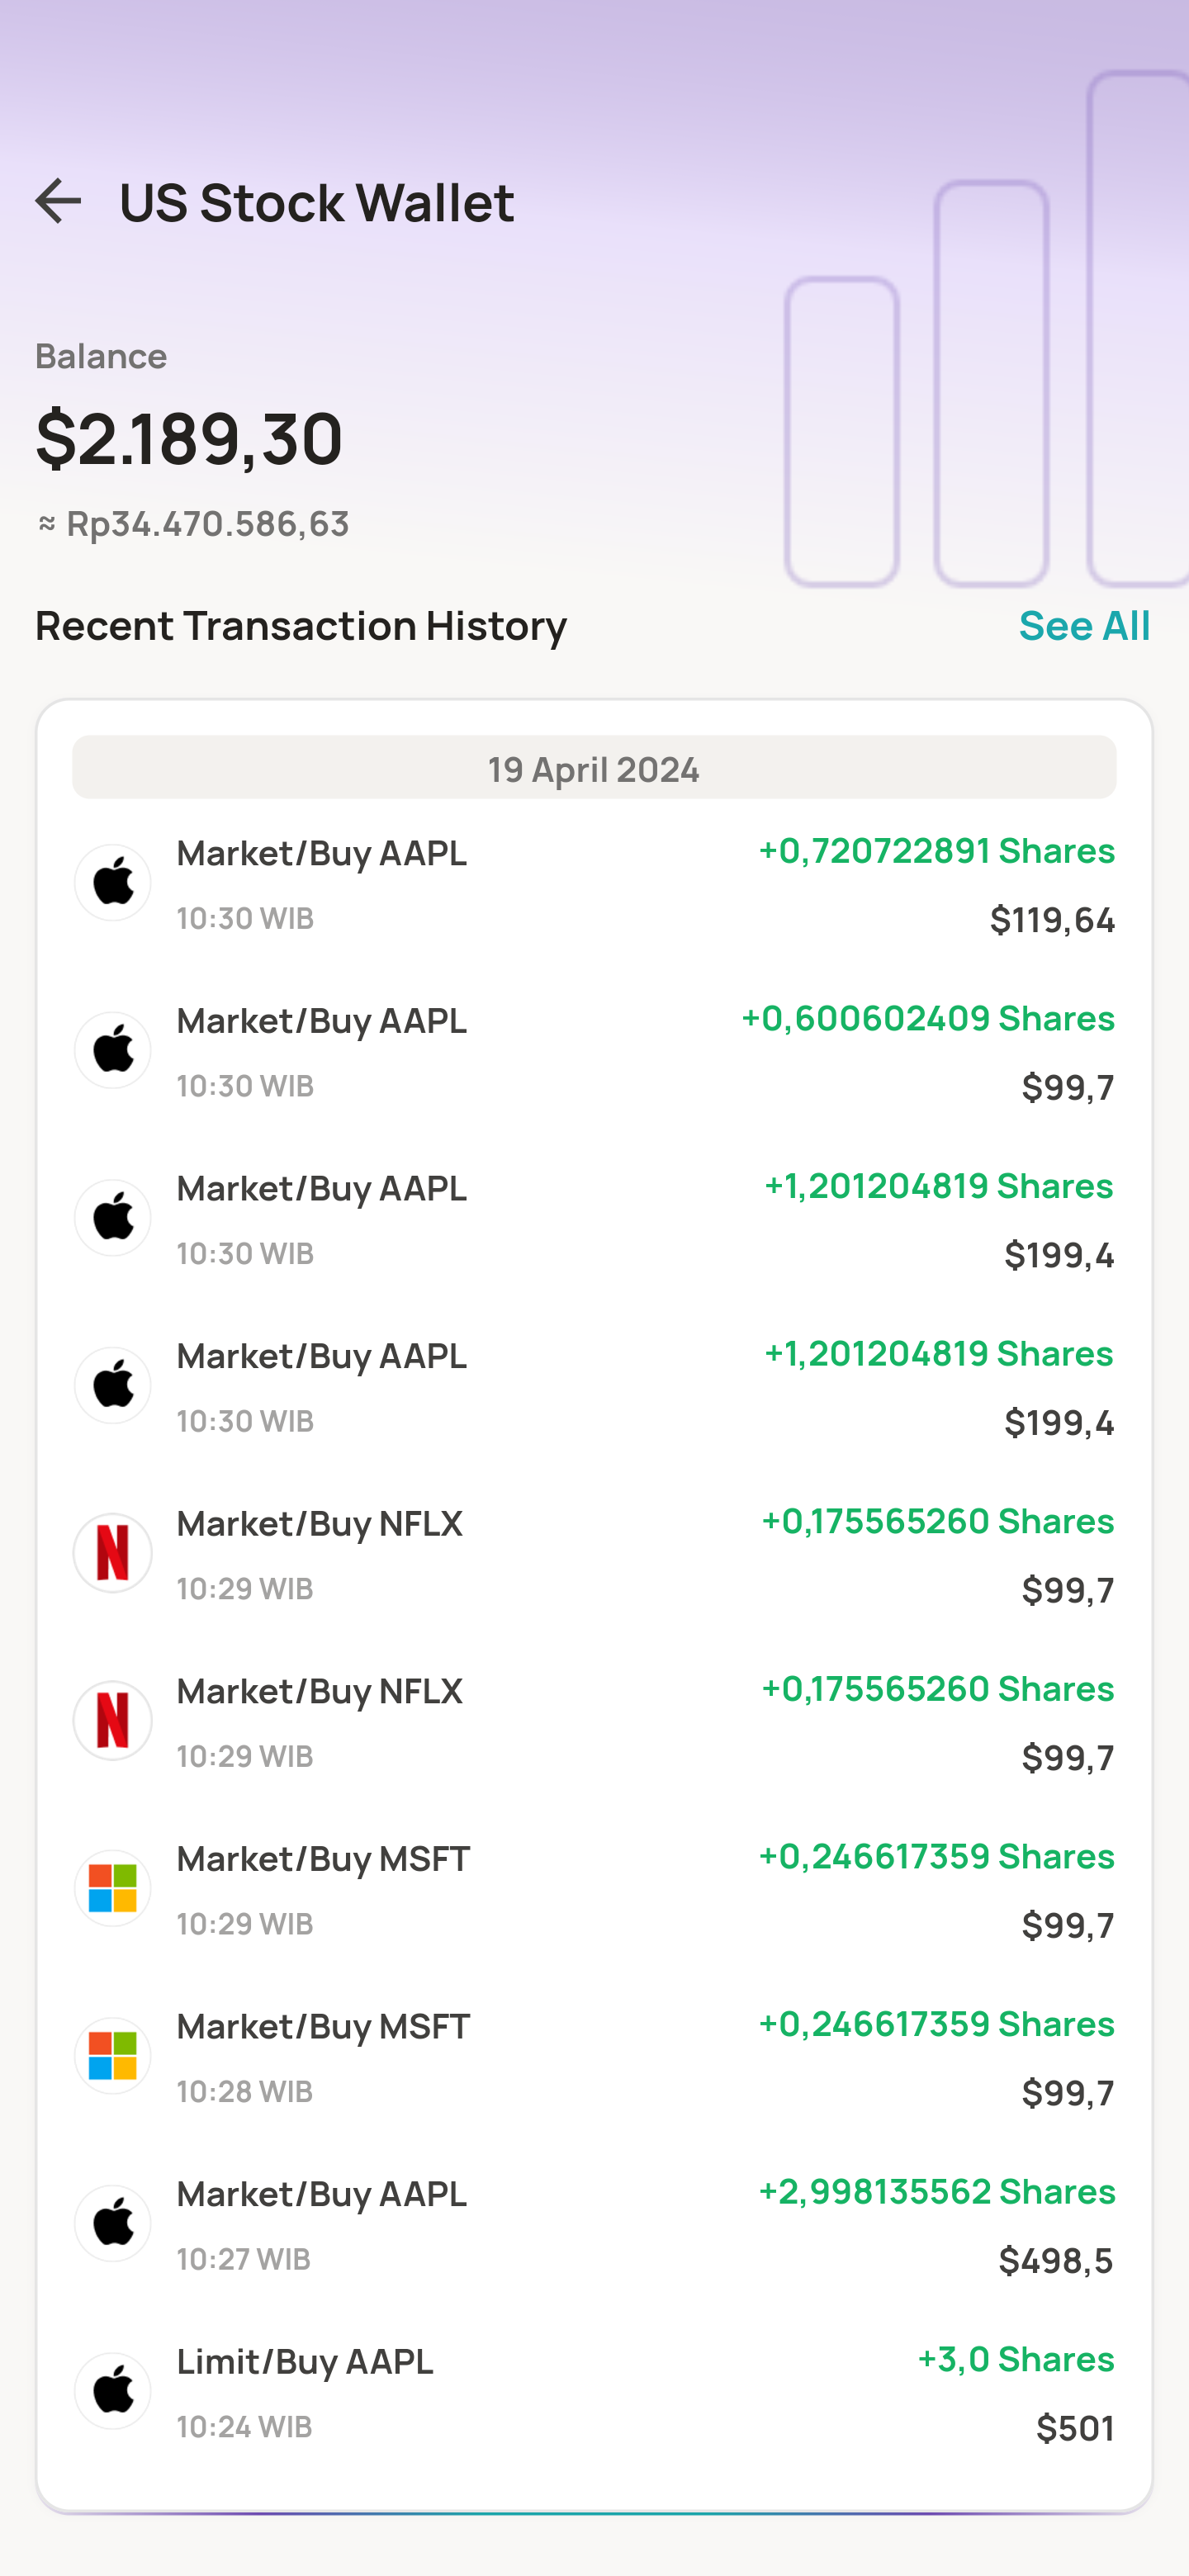 US Stock Wallet
Balance
$2.189,30
≈ Rp34.470.586,63
Recent Transaction History See All
19 April 2024
Market/Buy AAPL +0,720722891 Shares
10:30 WIB $119,64
Market/Buy AAPL +0,600602409 Shares
10:30 WIB $99,7
Market/Buy AAPL +1,201204819 Shares
10:30 WIB $199,4
Market/Buy AAPL +1,201204819 Shares
10:30 WIB $199,4
Market/Buy NFLX +0,175565260 Shares
10:29 WIB $99,7
Market/Buy NFLX +0,175565260 Shares
10:29 WIB $99,7
Market/Buy MSFT +0,246617359 Shares
10:29 WIB $99,7
Market/Buy MSFT +0,246617359 Shares
10:28 WIB $99,7
Market/Buy AAPL +2,998135562 Shares
10:27 WIB $498,5
Limit/Buy AAPL +3,0 Shares
10:24 WIB $501